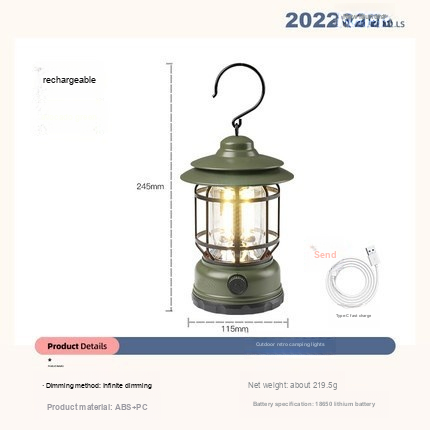 2022
rechargeable
245mm
Send
Type C fast charge
115mm
Product Details
Outdoor retro camping lights
· Dimming method: Infinite dimming
Net weight: about 219.5g
Product material: ABS+PC
Battery specification: 18650 lithium battery